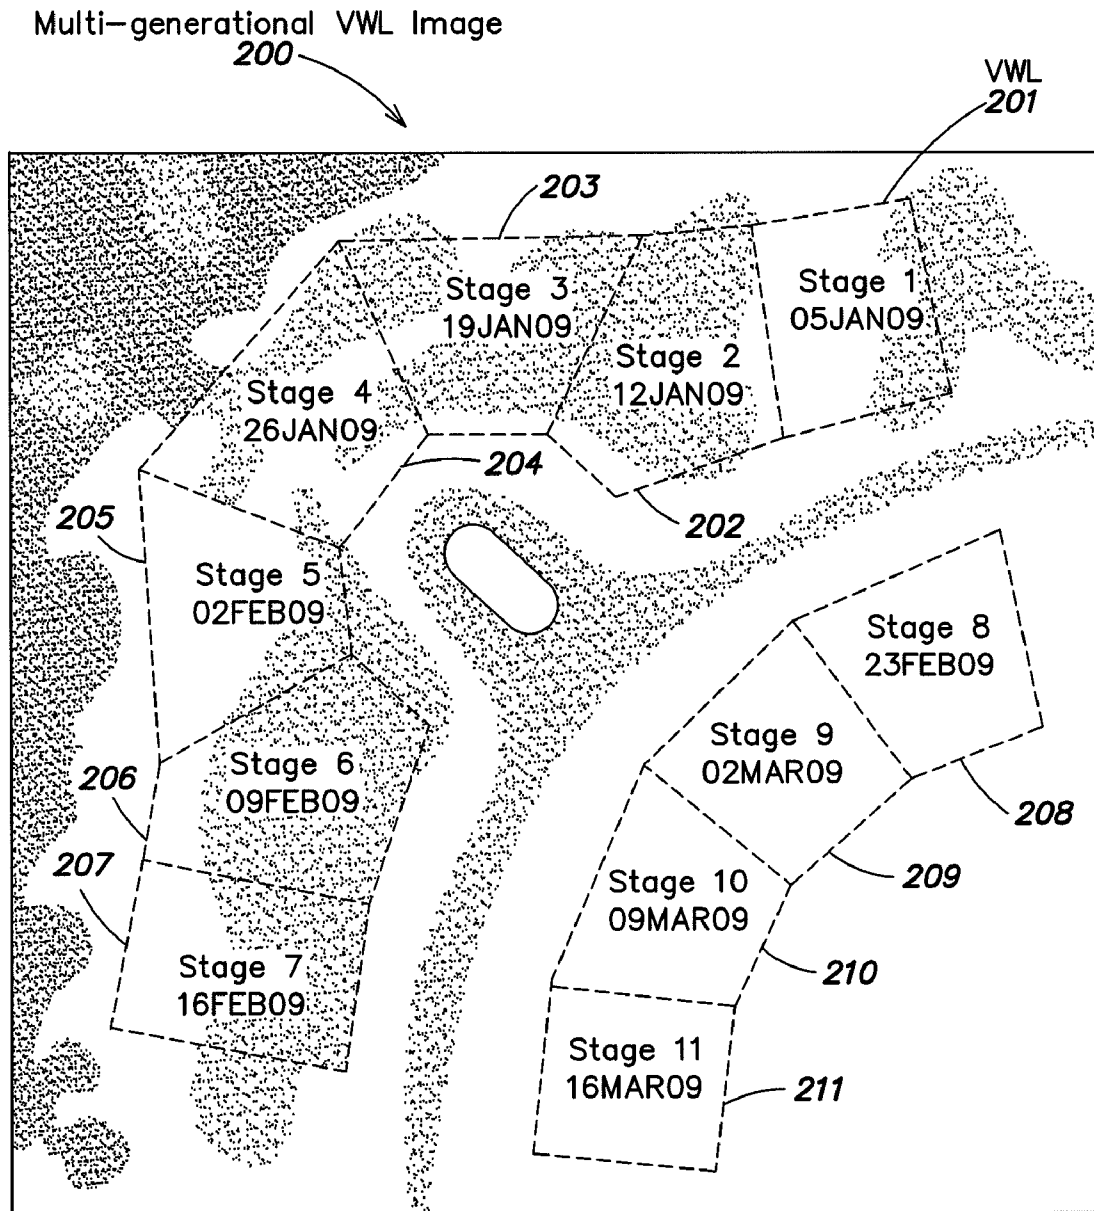 Multi-generational VWL Image
200
VWL
201
203
Stage 1
05JAN09
Stage 3
19JAN09
Stage 2
12JAN09
Stage 4
26JAN09
204
202
205
Stage 5
02FEB09
Stage 8
23FEB09
Stage 9
02MAR09
206
Stage 6
09FEB09
208
207
209
Stage 10
09MAR09
Stage 7
16FEB09
210
Stage 11
16MAR09
211